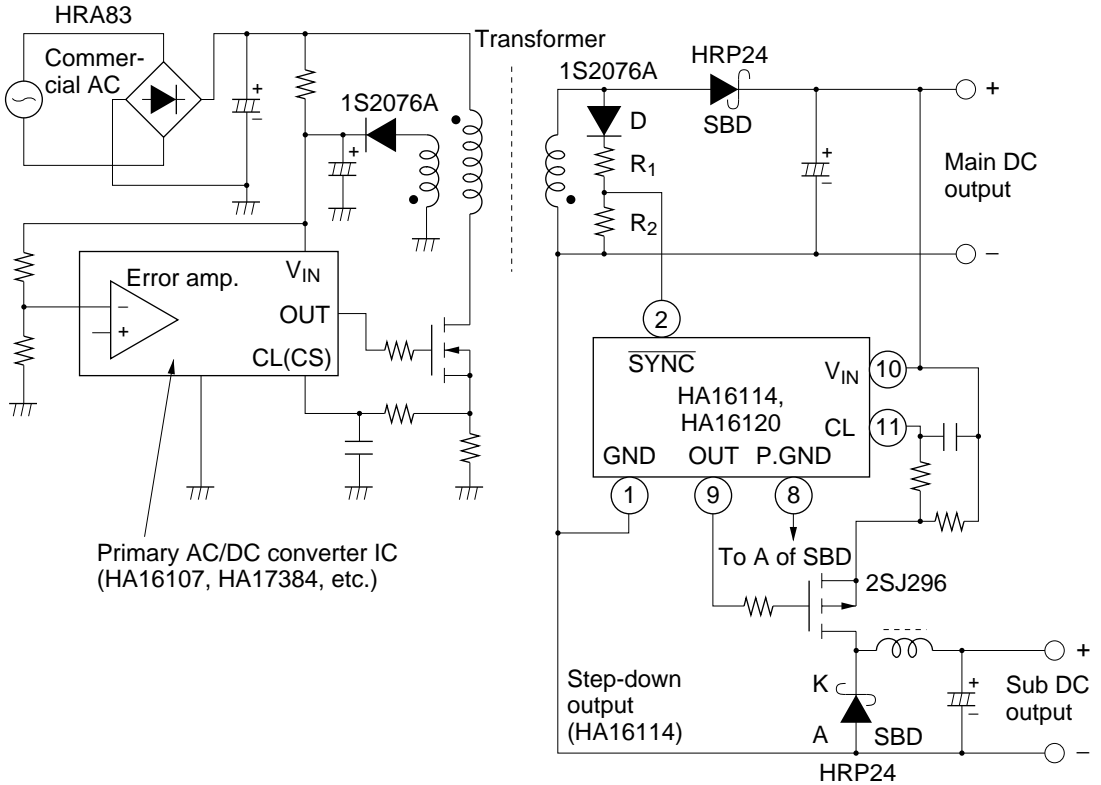 HRA83
Commer-
cial AC
+
−
1S2076A
+
Transformer
1S2076A
HRP24
SBD
D
R1
R2
+
−
+
Main DC
output
−
Error amp.
−
+
VIN
OUT
CL(CS)
Primary AC/DC converter IC
(HA16107, HA17384, etc.)
2
SYNC
HA16114,
HA16120
VIN
10
CL
11
GND
OUT
P.GND
1
9
8
To A of SBD
2SJ296
Step-down
output
(HA16114)
K
A
SBD
HRP24
+
−
+
Sub DC
output
−